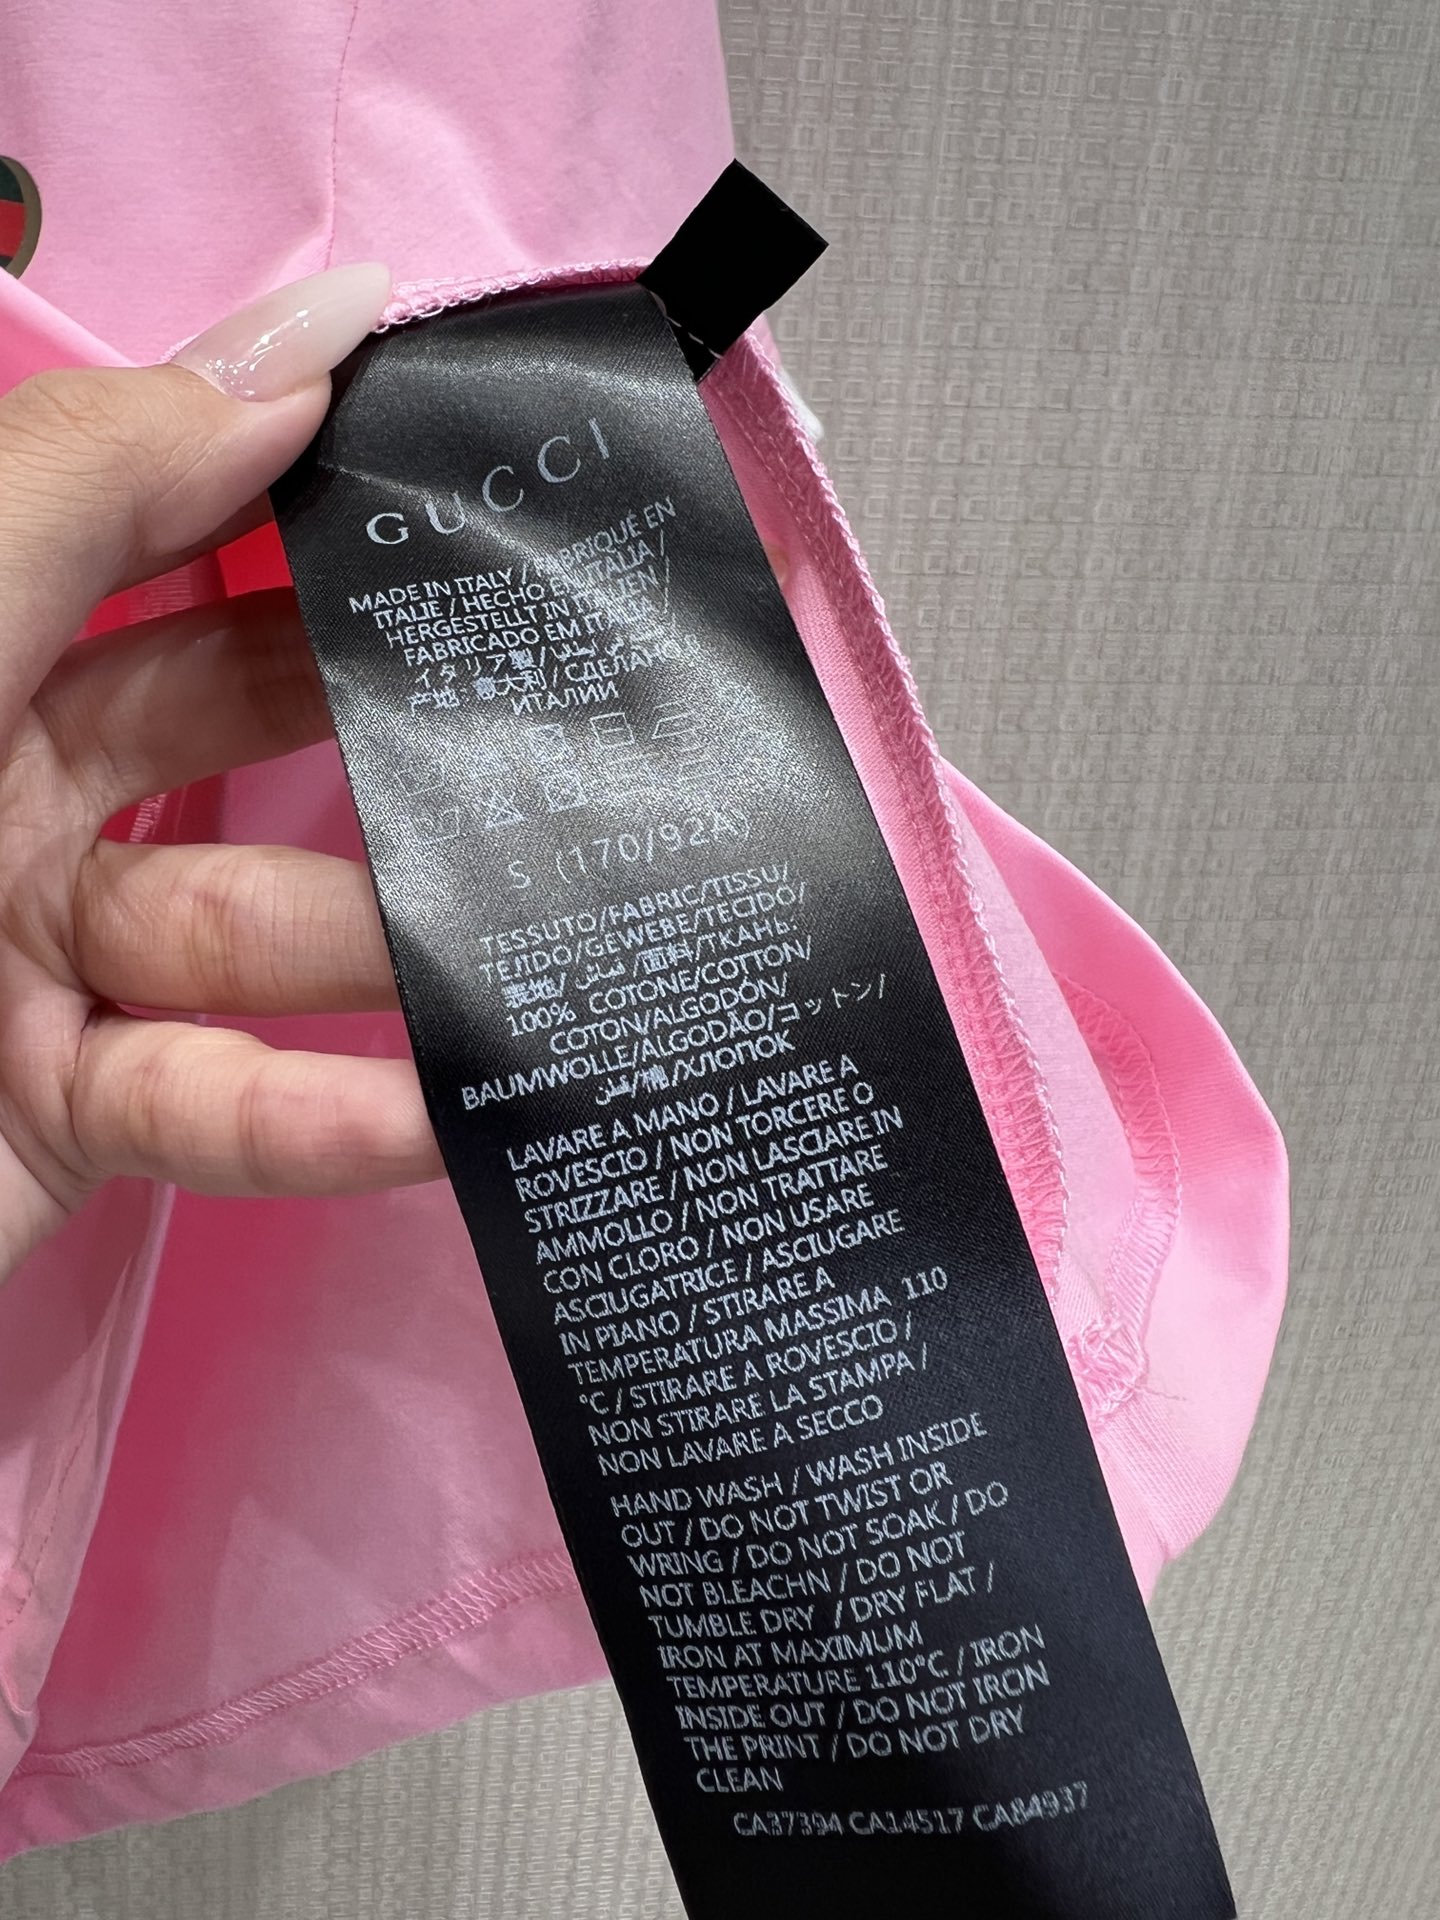 GUCCI
MADE IN ITALY / FABRIQUÉ EN
ITALIE / HECHO EN ITALIA /
HERGESTELLT IN ITALIEN /
FABRICADO EM ITALIA /
イタリア製 /
产地: 意大利 / СДЕЛАНО
ИТАЛИИ
S (170/92A)
TESSUTO/FABRIC/TISSU/
TEJIDO/GEWEBE/TECIDO/
表地/ قماش /面料/ТКАНЬ.
100% COTONE/COTTON/
COTON/ALGODÓN/
BAUMWOLLE/ALGODÃO/コットン/
قطن/棉/ХЛОПОК
LAVARE A MANO / LAVARE A
ROVESCIO / NON TORCERE O
STRIZZARE / NON LASCIARE IN
AMMOLLO / NON TRATTARE
CON CLORO / NON USARE
ASCIUGATRICE / ASCIUGARE
IN PIANO / STIRARE A
TEMPERATURA MASSIMA 110
°C / STIRARE A ROVESCIO /
NON STIRARE LA STAMPA /
NON LAVARE A SECCO
HAND WASH / WASH INSIDE
OUT / DO NOT TWIST OR
WRING / DO NOT SOAK / DO
NOT BLEACHN / DO NOT
TUMBLE DRY / DRY FLAT /
IRON AT MAXIMUM
TEMPERATURE 110°C / IRON
INSIDE OUT / DO NOT IRON
THE PRINT / DO NOT DRY
CLEAN
CA37394 CA14517 CA84937